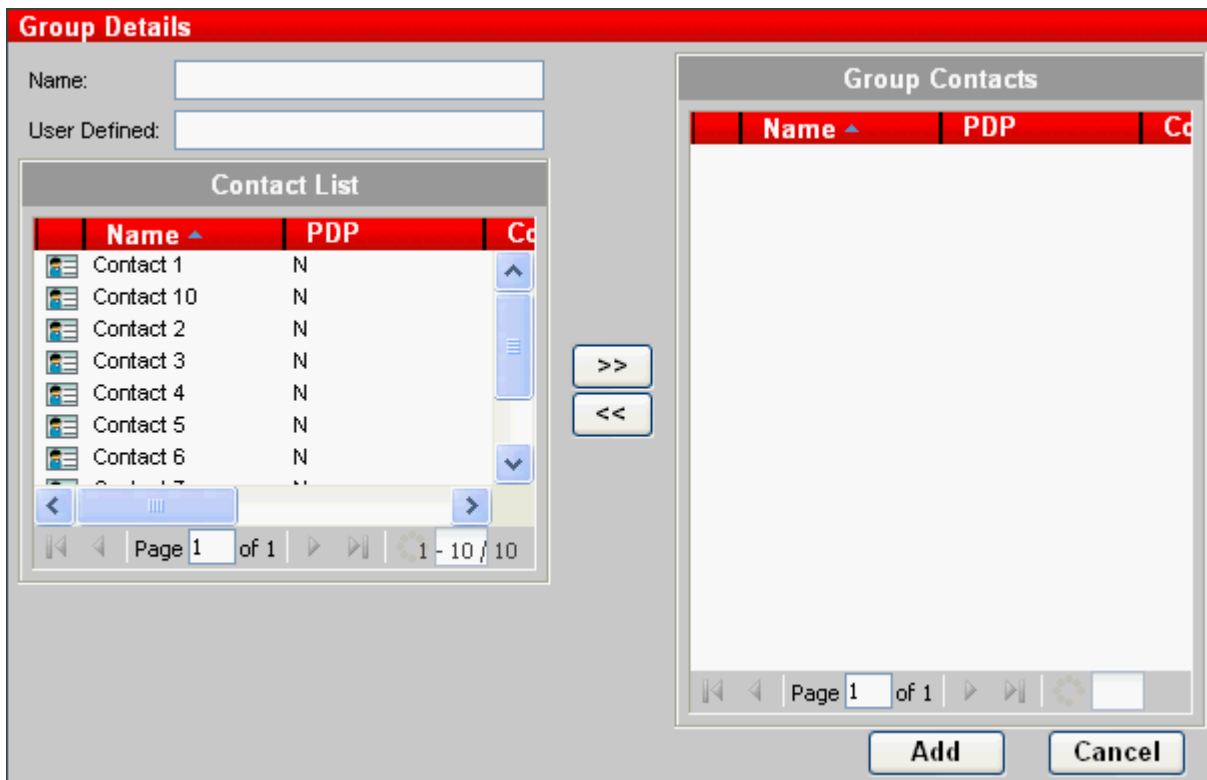 Group Details
Name:
User Defined:
Contact List
Name PDP
Contact 1 N
Contact 10 N
Contact 2 N
Contact 3 N
Contact 4 N
Contact 5 N
Contact 6 N
Page 1 of 1 1 - 10 / 10
>>
<<
Group Contacts
Name PDP
Page 1 of 1
Add Cancel